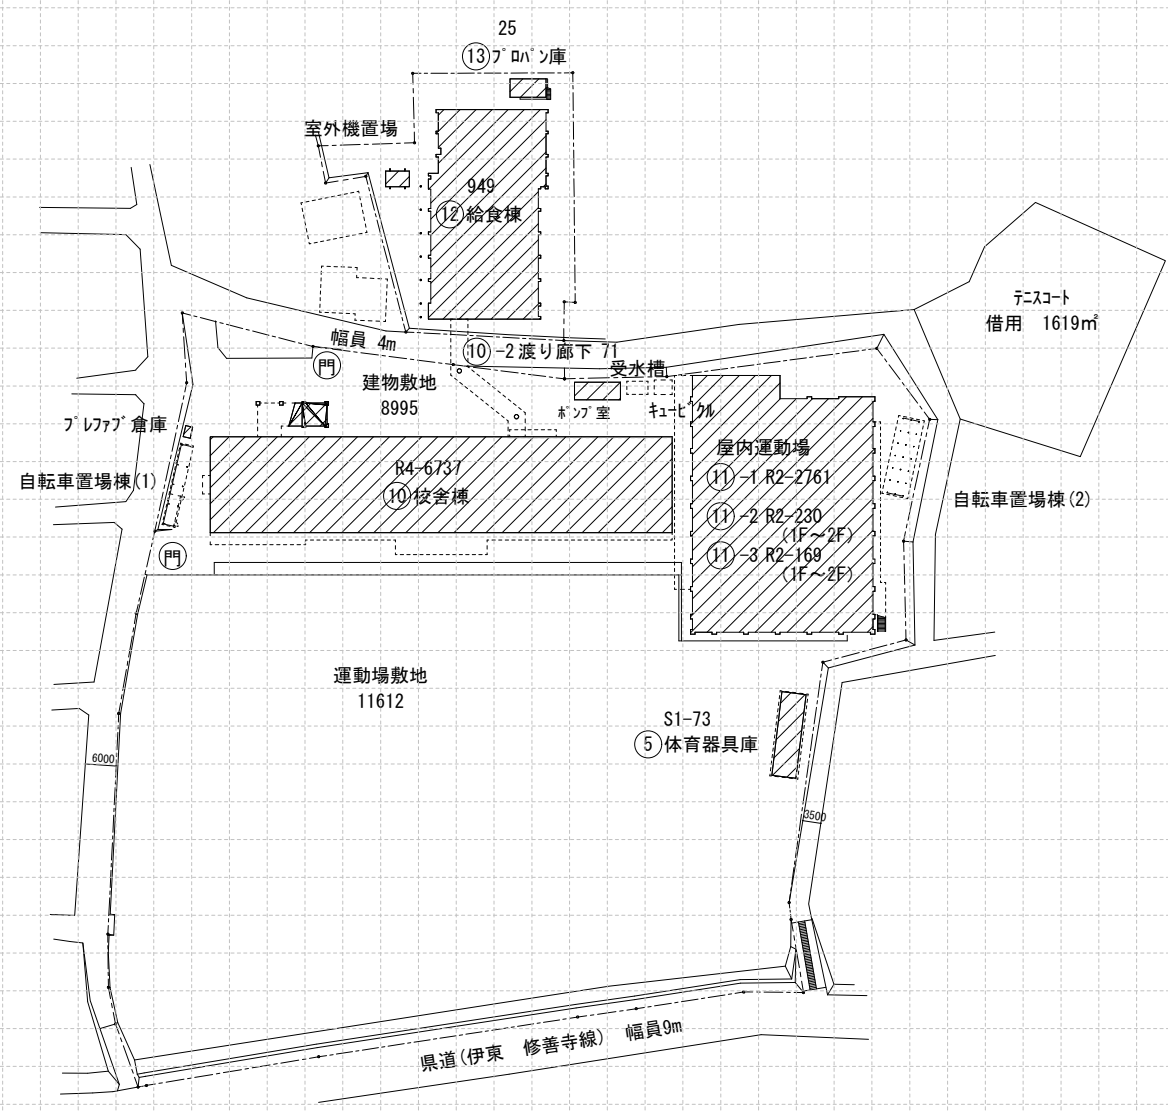 25
⑬ﾌﾟﾛﾊﾟﾝ庫
室外機置場
949
⑫給食棟
ﾃﾆｽｺｰﾄ
借用 1619㎡
幅員 4m
⑩-2渡り廊下 71
門
受水槽
建物敷地
8995
ﾎﾟﾝﾌﾟ室
ｷｭｰﾋﾞｸﾙ
ﾌﾟﾚﾌｧﾌﾞ倉庫
屋内運動場
R4-6737
⑪-1 R2-2761
自転車置場棟(1)
⑩校舎棟
自転車置場棟(2)
⑪-2 R2-230
(1F～2F)
門
⑪-3 R2-169
(1F～2F)
運動場敷地
11612
S1-73
⑤体育器具庫
6000
3500
県道(伊東 修善寺線) 幅員9m